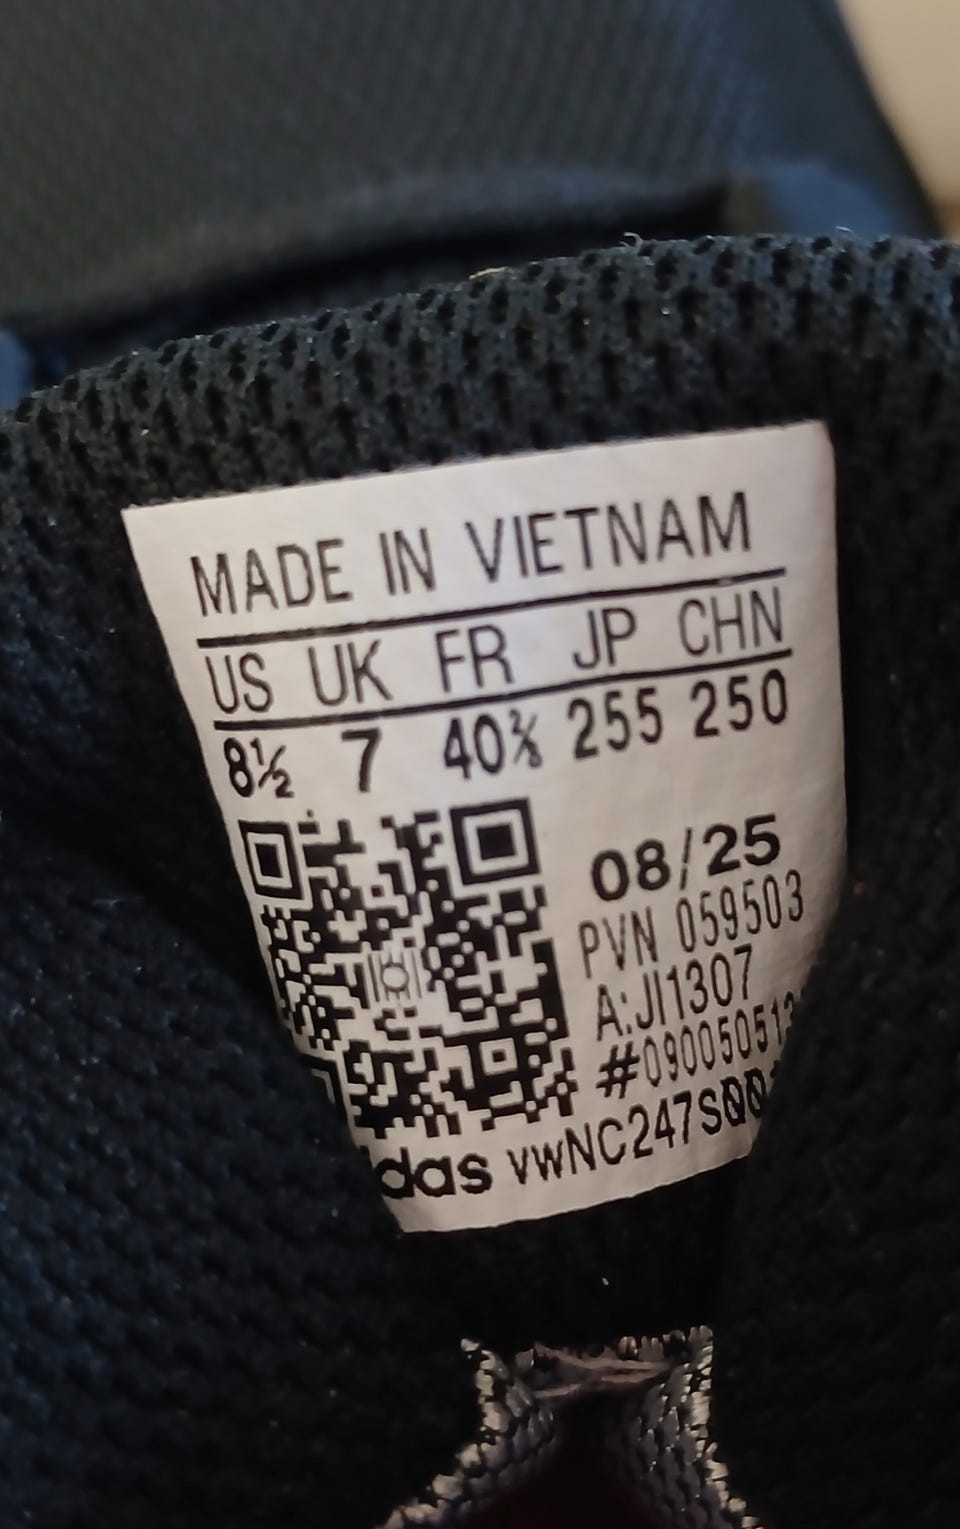 MADE IN VIETNAM
US UK FR JP CHN
8½ 7 40⅔ 255 250
08/25
PVN 059503
A:JI1307
das